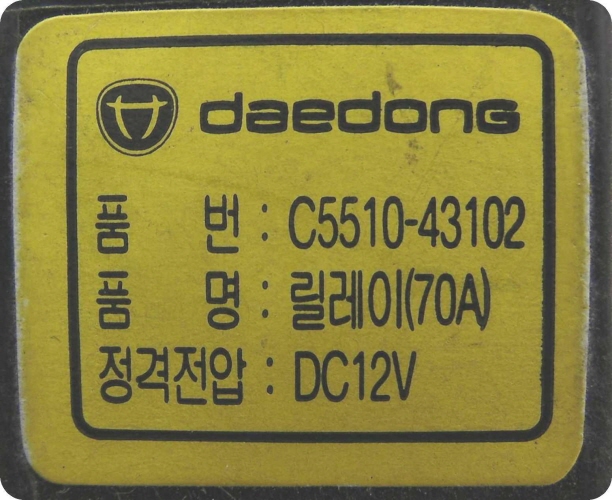 daedong
품 번 : C5510-43102
품 명 : 릴레이(70A)
정격전압 : DC12V